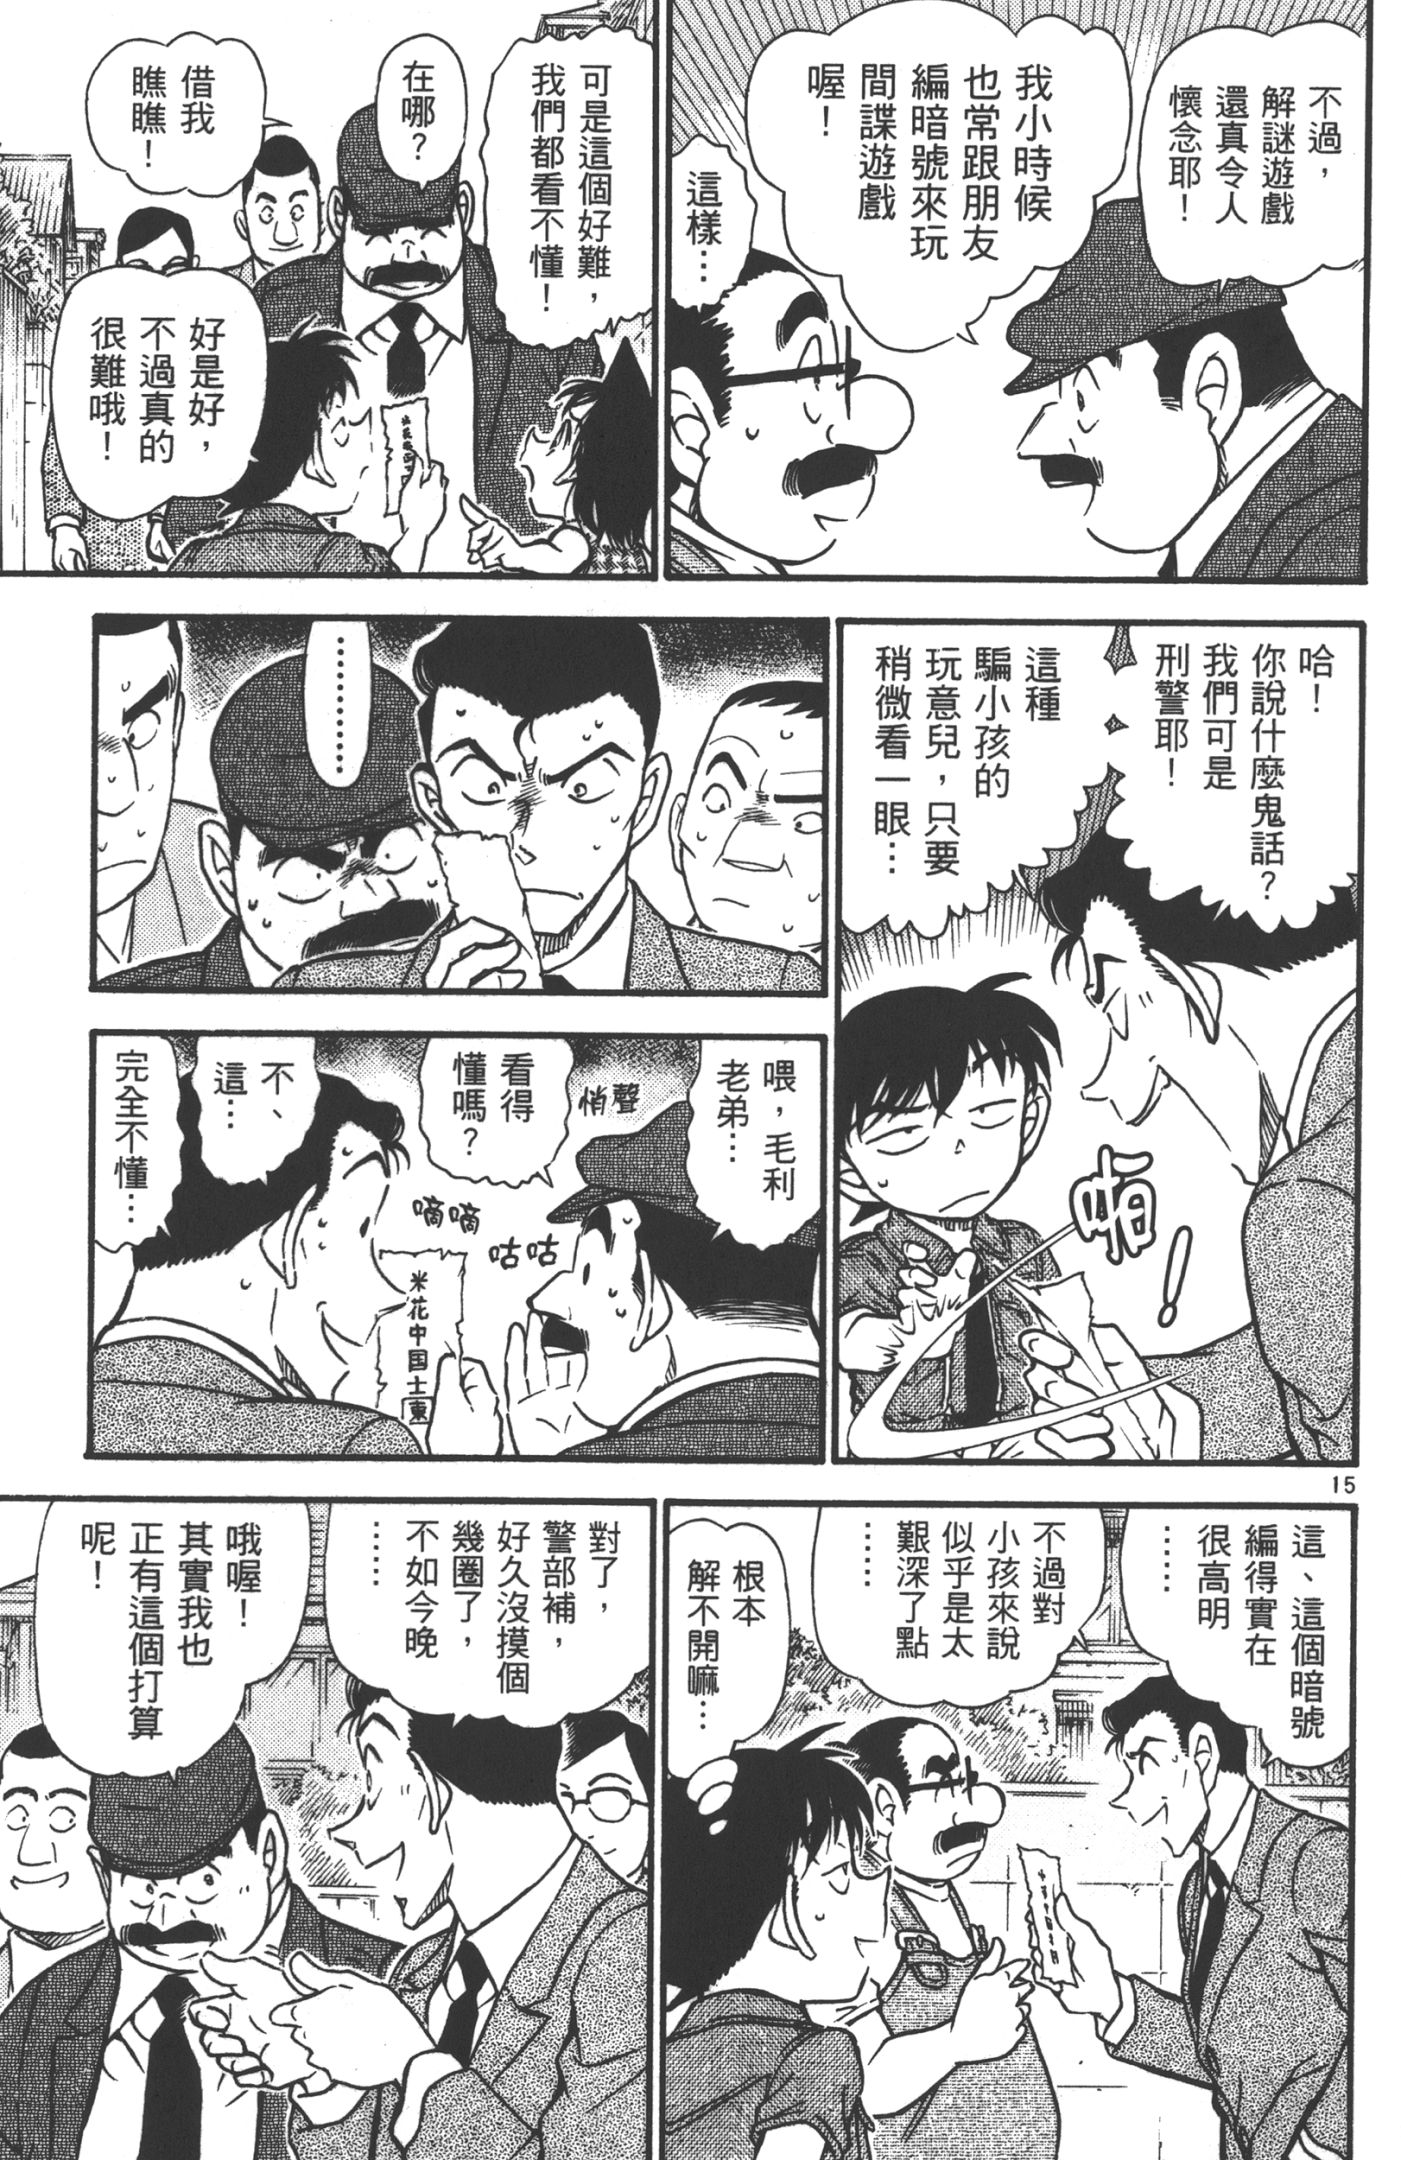 不過，
解謎遊戲
還真令人
懷念耶！
我小時候
也常跟朋友
編暗號來玩
間諜遊戲
喔！
這樣…
可是這個好難，
我們都看不懂！
在哪？
借我
瞧瞧！
好是好，
不過真的
很難哦！
哈！
你說什麼鬼話？
我們可是
刑警耶！
這種
騙小孩的
玩意兒，只要
稍微看一眼…
啪！
…………
喂，毛利
老弟…
悄聲
看得
懂嗎？
嘀嘀
咕咕
米花中国士東
不、
這…
完全不懂…
15
這、這個暗號
編得實在
很高明
……
不過對
小孩來說
似乎是太
艱深了點
……
根本
解不開嘛…
對了，
警部補，
好久沒摸個
幾圈了，
不如今晚
……
哦喔！
其實我也
正有這個打算
呢！